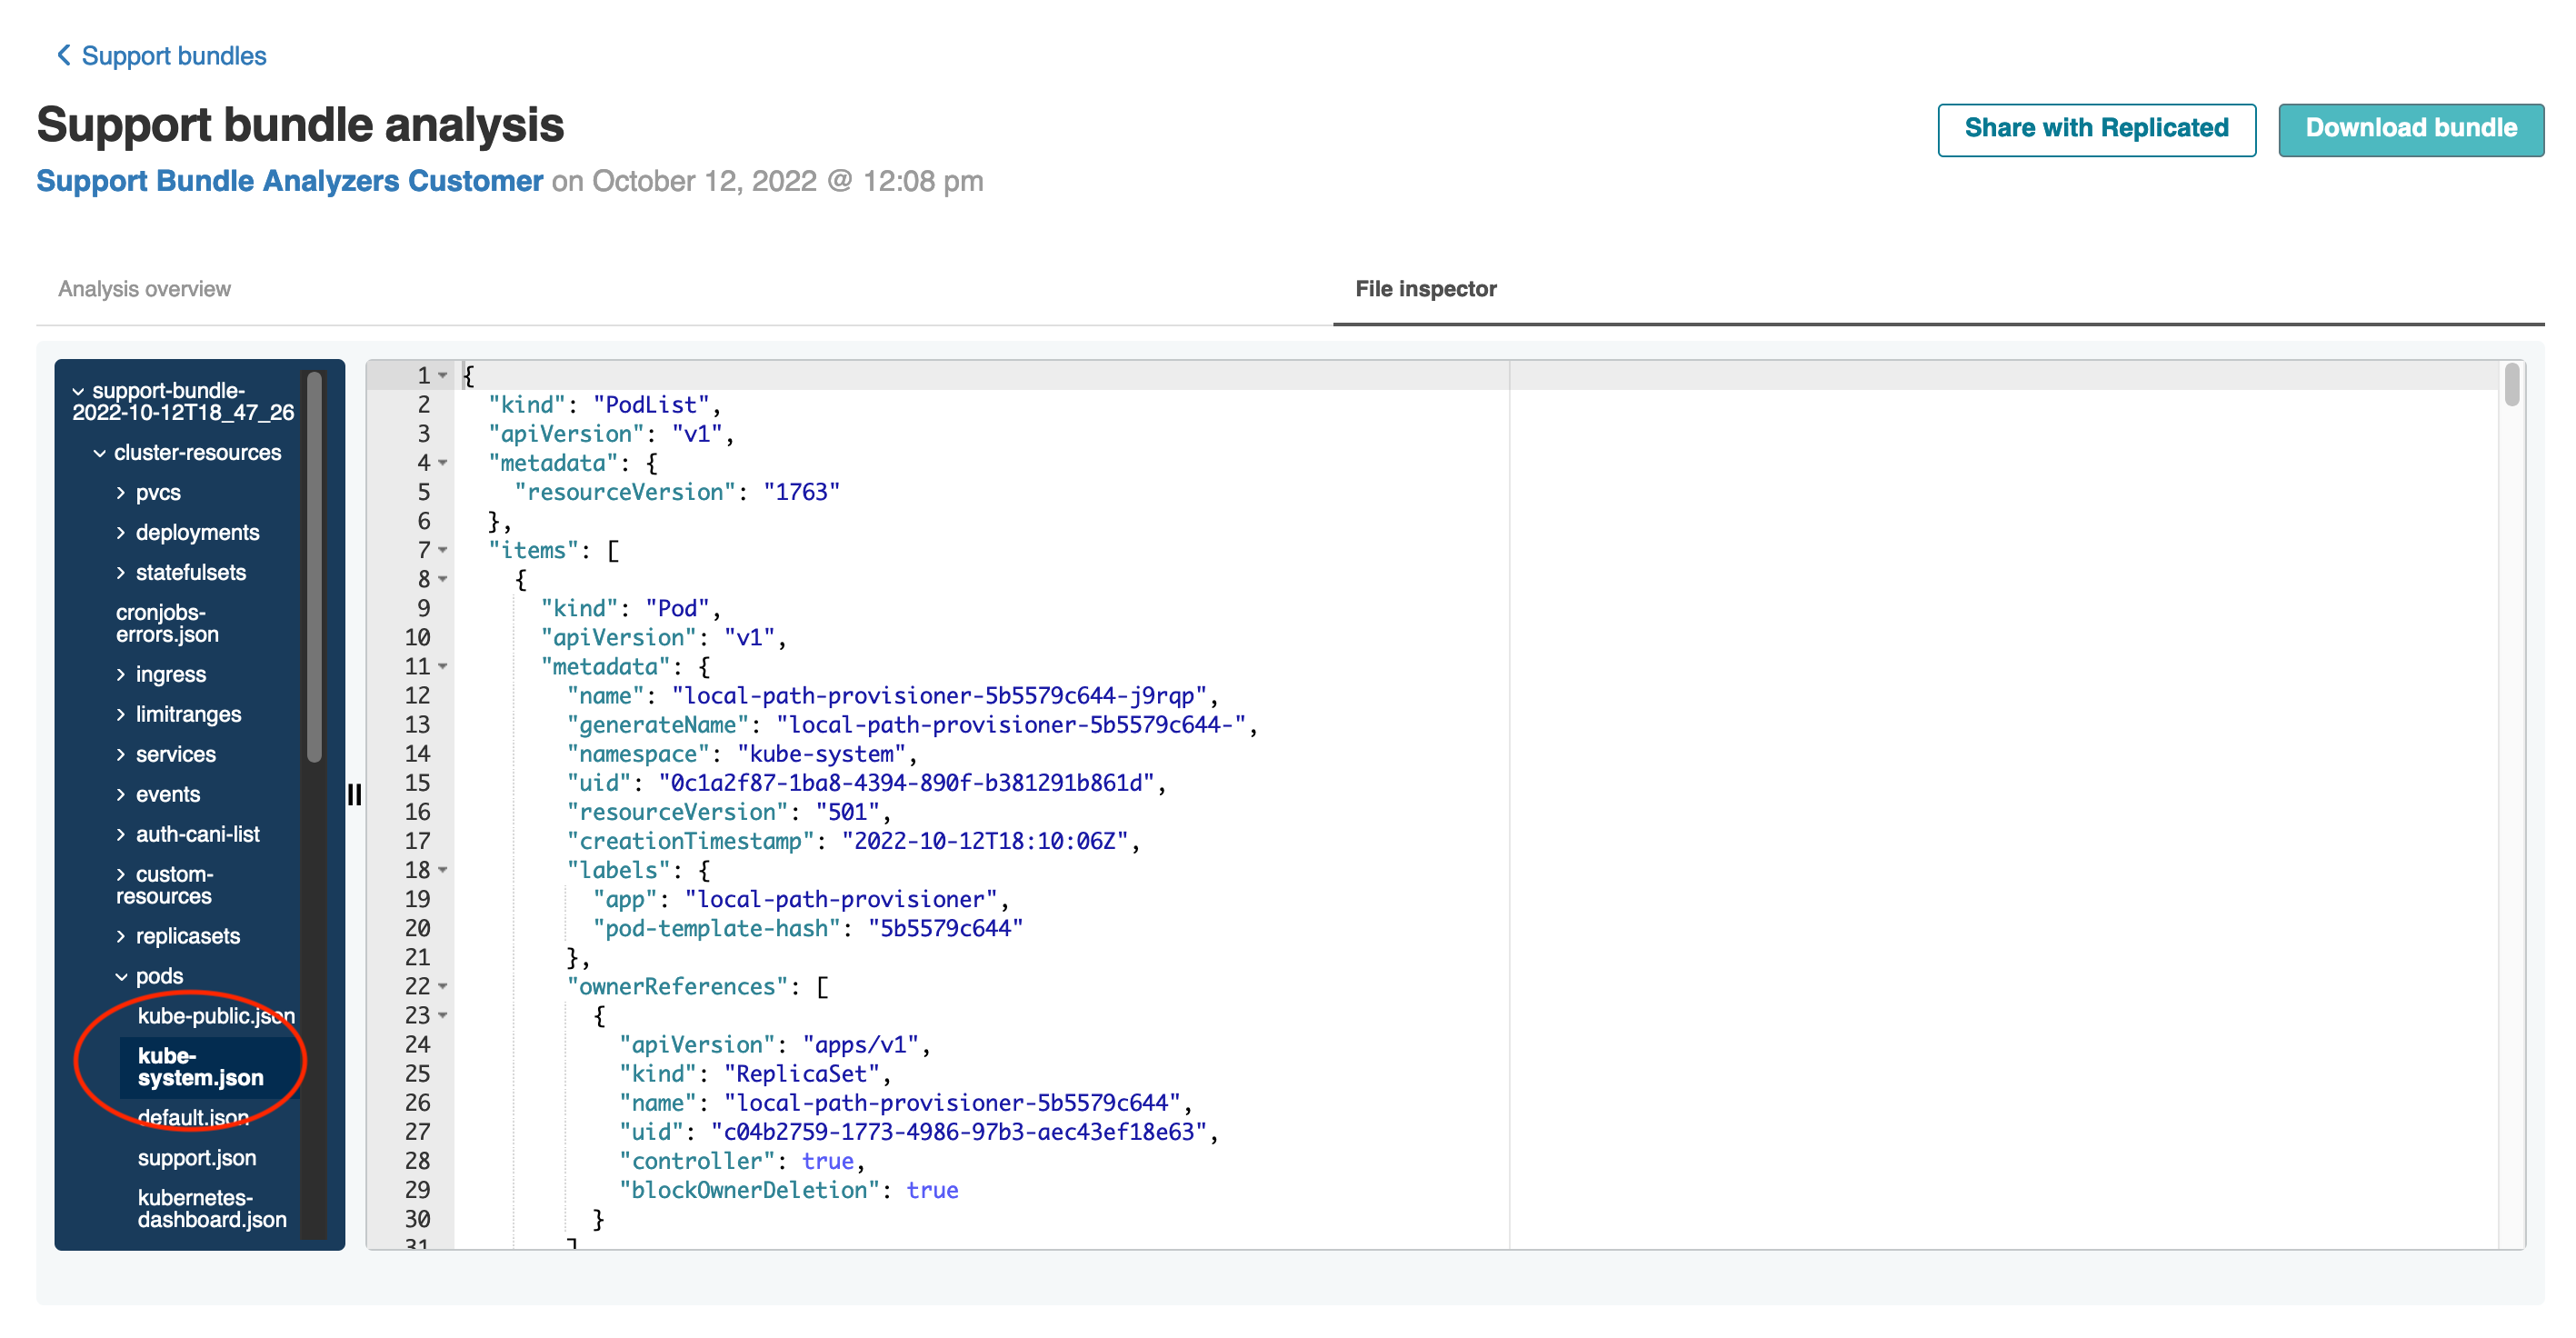 Support bundles
Support bundle analysis
Share with Replicated
Download bundle
Support Bundle Analyzers Customer on October 12, 2022 @ 12:08 pm
Analysis overview
File inspector
support-bundle-
2022-10-12T18_47_26
cluster-resources
pvcs
deployments
statefulsets
cronjobs-
errors.json
ingress
limitranges
services
events
auth-cani-list
custom-
resources
replicasets
pods
kube-public.json
kube-
system.json
default.json
support.json
kubernetes-
dashboard.json
1 {
2 "kind": "PodList",
3 "apiVersion": "v1",
4 "metadata": {
5 "resourceVersion": "1763"
6 },
7 "items": [
8 {
9 "kind": "Pod",
10 "apiVersion": "v1",
11 "metadata": {
12 "name": "local-path-provisioner-5b5579c644-j9rqp",
13 "generateName": "local-path-provisioner-5b5579c644-",
14 "namespace": "kube-system",
15 "uid": "0c1a2f87-1ba8-4394-890f-b381291b861d",
16 "resourceVersion": "501",
17 "creationTimestamp": "2022-10-12T18:10:06Z",
18 "labels": {
19 "app": "local-path-provisioner",
20 "pod-template-hash": "5b5579c644"
21 },
22 "ownerReferences": [
23 {
24 "apiVersion": "apps/v1",
25 "kind": "ReplicaSet",
26 "name": "local-path-provisioner-5b5579c644",
27 "uid": "c04b2759-1773-4986-97b3-aec43ef18e63",
28 "controller": true,
29 "blockOwnerDeletion": true
30 }
31 ]